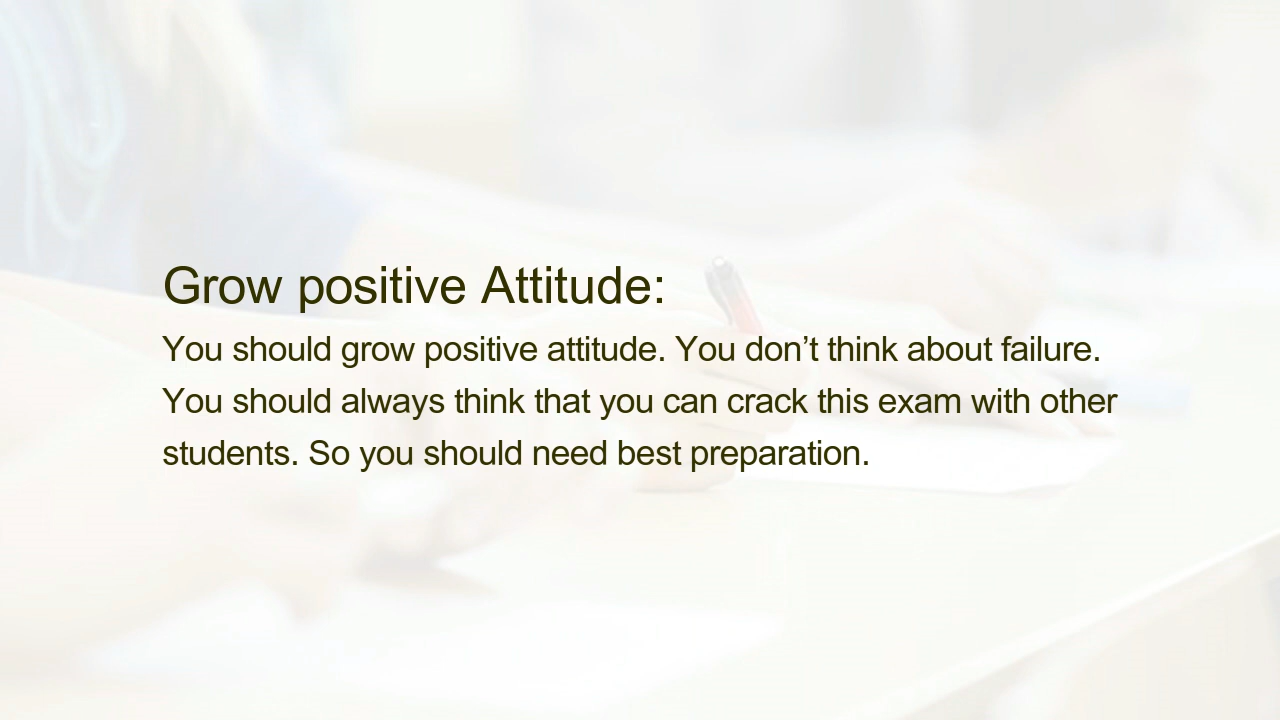 Grow positive Attitude:
You should grow positive attitude. You don’t think about failure.
You should always think that you can crack this exam with other
students. So you should need best preparation.